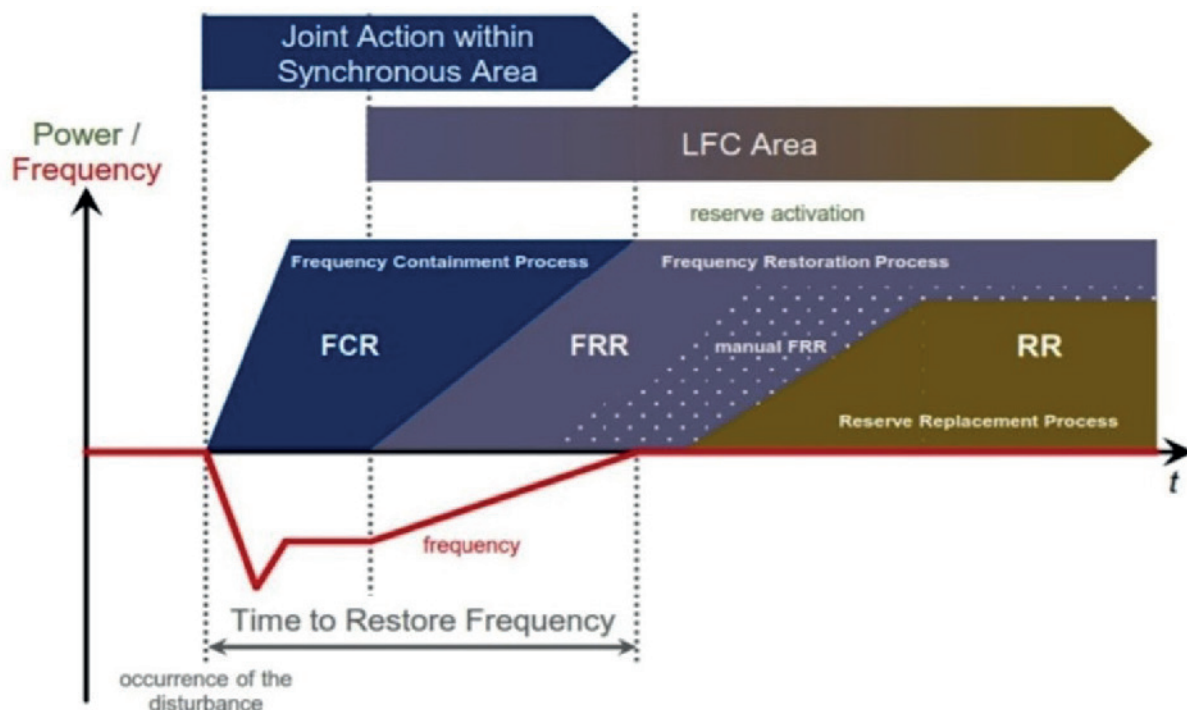 Joint Action within
Synchronous Area
Power /
Frequency
LFC Area
reserve activation
Frequency Containment Process
Frequency Restoration Process
FCR
FRR
manual FRR
RR
Reserve Replacement Process
t
frequency
Time to Restore Frequency
occurrence of the
disturbance